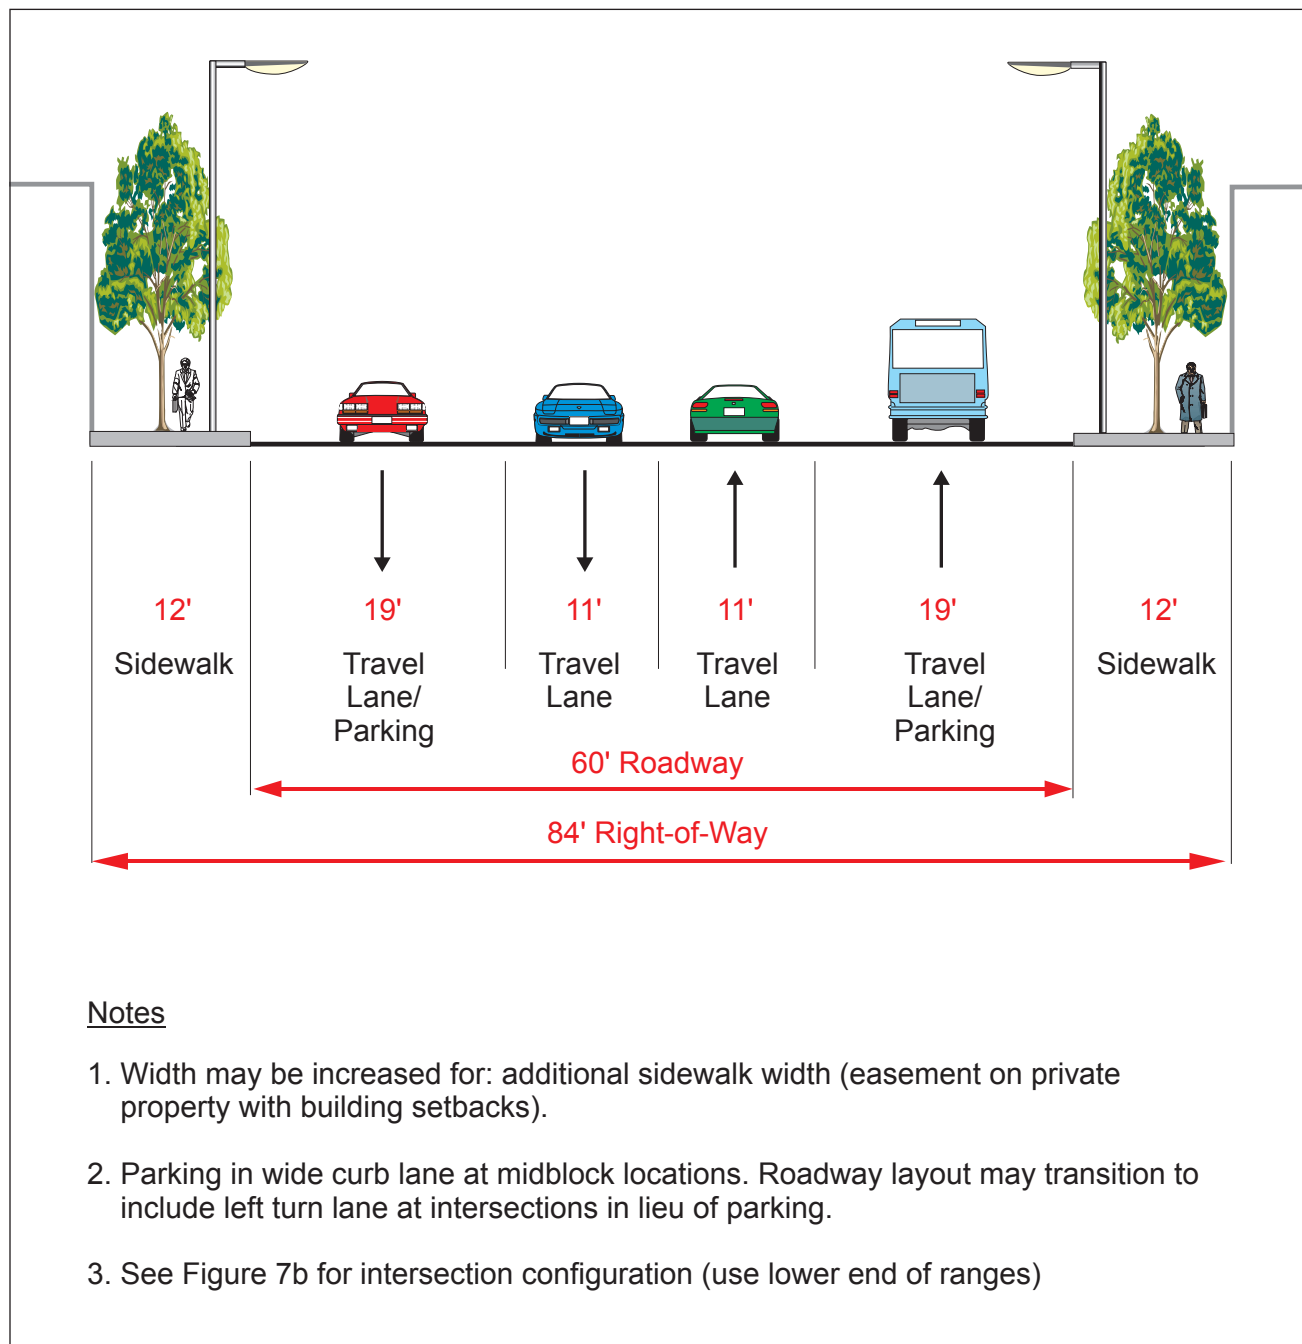 12' 19' 11' 11' 19' 12'
Sidewalk Travel Travel Travel Travel Sidewalk
Lane/ Lane Lane Lane/
Parking Parking
60' Roadway
84' Right-of-Way
Notes
1. Width may be increased for: additional sidewalk width (easement on private
property with building setbacks).
2. Parking in wide curb lane at midblock locations. Roadway layout may transition to
include left turn lane at intersections in lieu of parking.
3. See Figure 7b for intersection configuration (use lower end of ranges)